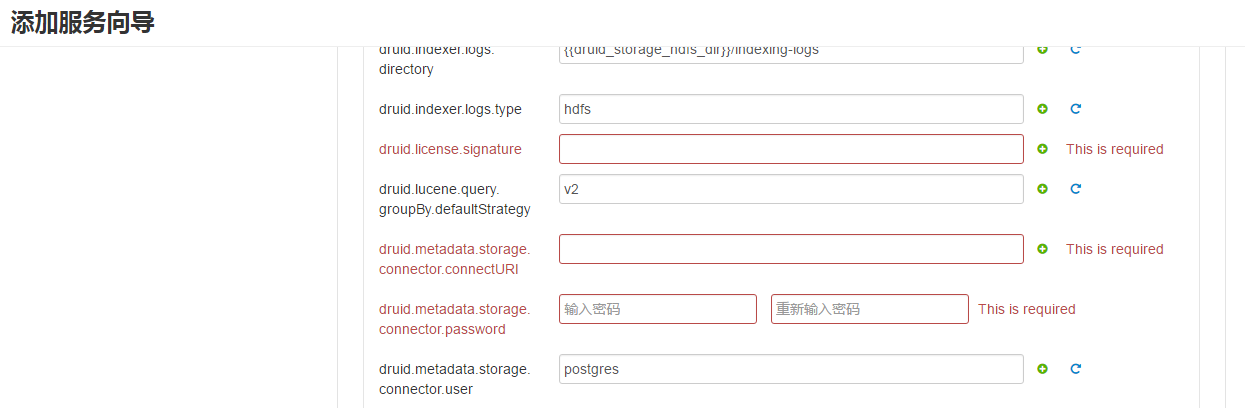 添加服务向导
druid.indexer.logs.
directory
{{druid_storage_hdfs_dir}}/indexing-logs
druid.indexer.logs.type
hdfs
druid.license.signature
This is required
druid.lucene.query.
groupBy.defaultStrategy
v2
druid.metadata.storage.
connector.connectURI
This is required
druid.metadata.storage.
connector.password
输入密码
重新输入密码
This is required
druid.metadata.storage.
connector.user
postgres